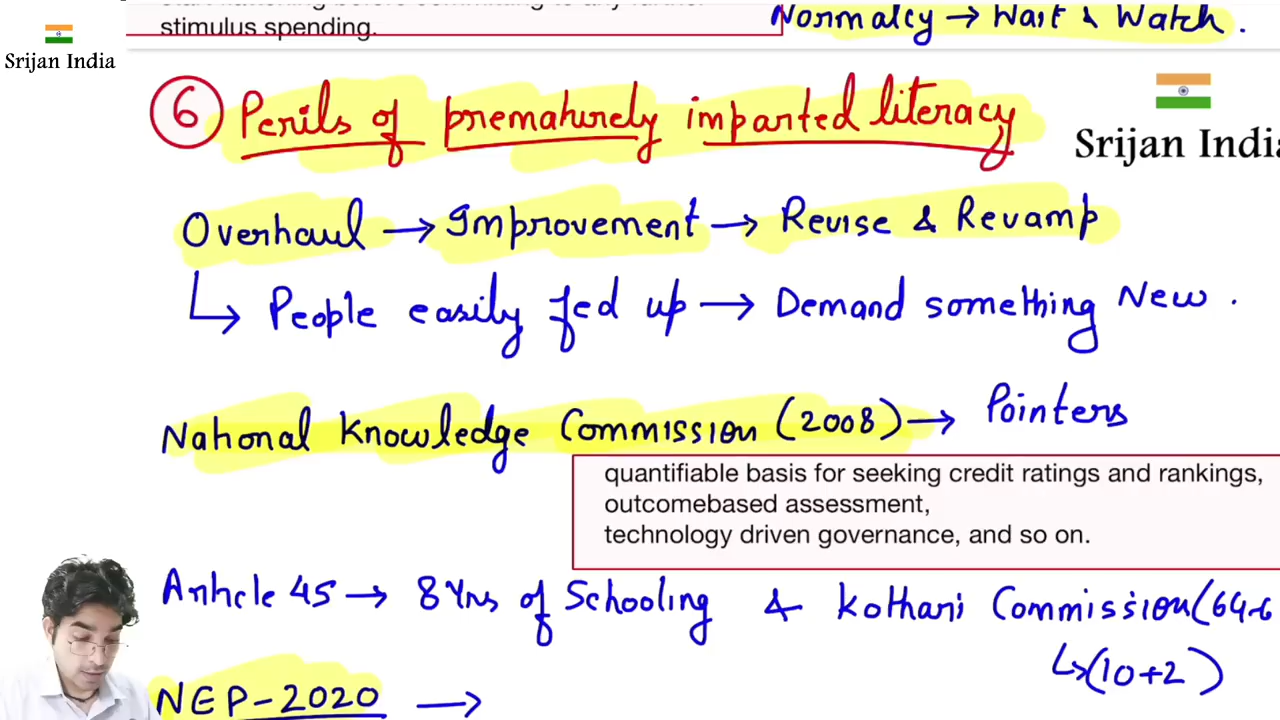 stimulus spending.
Normalcy → Wait & Watch.
Srijan India
6 Perils of prematurely imparted literacy
Srijan India
Overhaul → Improvement → Revise & Revamp
↳ People easily fed up → Demand something New.
National Knowledge Commission (2008) → Pointers
quantifiable basis for seeking credit ratings and rankings,
outcomebased assessment,
technology driven governance, and so on.
Article 45 → 8 Yrs of Schooling & Kothari Commission (64-6
↳ (10+2)
NEP-2020 →